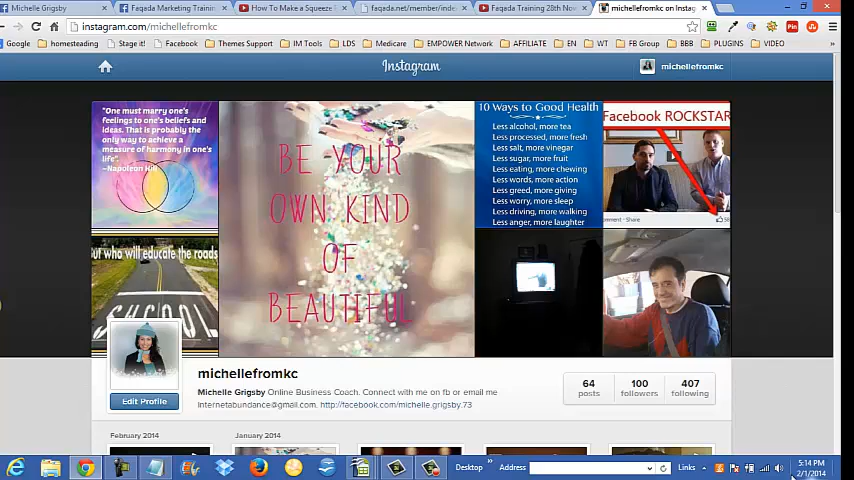 Michelle Grigsby
Faqada Marketing Trainin
How To Make a Squeeze F
faqada.net/member/inde
Faqada Training 28th Nov
michellefromkc on Instag
instagram.com/michellefromkc
Google homesteading Facebook Themes Support IM Tools LDS Medicare EMPOWER Network AFFILIATE EN WT FB Group BBB PLUGINS VIDEO
Instagram
michellefromkc
"One must marry one's
feelings to one's beliefs and
ideas. That is probably the
only way to achieve a
measure of harmony in one's
life".
~Napoleon Hill
BE YOUR
OWN KIND
OF
BEAUTIFUL
10 Ways to Good Health
Less alcohol, more tea
Less processed, more fresh
Less salt, more vinegar
Less sugar, more fruit
Less eating, more chewing
Less words, more action
Less greed, more giving
Less worry, more sleep
Less driving, more walking
Less anger, more laughter
Facebook ROCKSTAR
mment · Share
but who will educate the roads
SHCOOL
michellefromkc
Michelle Grigsby Online Business Coach. Connect with me on fb or email me
internetabundance@gmail.com. http://facebook.com/michelle.grigsby.73
Edit Profile
64
posts
100
followers
407
following
February 2014
January 2014
Desktop
Address
Links
5:14 PM
2/1/2014